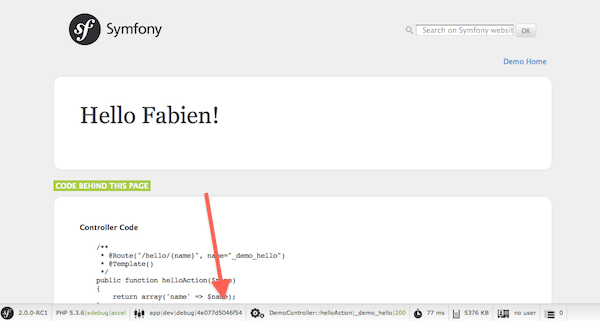 Symfony
Search on Symfony websit
OK
Demo Home
Hello Fabien!
CODE BEHIND THIS PAGE
Controller Code
/**
* @Route("/hello/{name}", name="_demo_hello")
* @Template()
*/
public function helloAction($name)
{
return array('name' => $name);
2.0.0-RC1 PHP 5.3.6|xdebug|accel app|dev|debug|4e077d5046f54 DemoController::helloAction|_demo_hello|200 77 ms 5376 KB no user 0